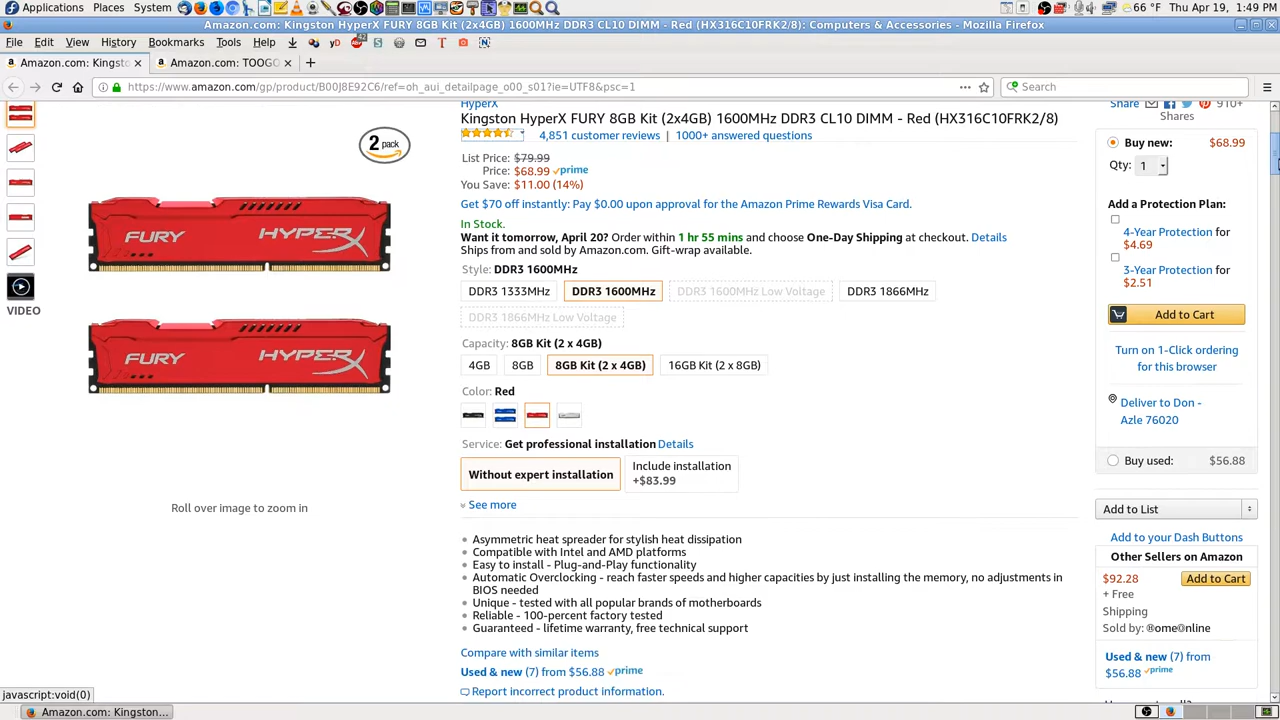 Applications Places System 66 °F Thu Apr 19, 1:49 PM
Amazon.com: Kingston HyperX FURY 8GB Kit (2x4GB) 1600MHz DDR3 CL10 DIMM - Red (HX316C10FRK2/8): Computers & Accessories - Mozilla Firefox
File Edit View History Bookmarks Tools Help
Amazon.com: Kingst Amazon.com: TOOGO
https://www.amazon.com/gp/product/B00J8E92C6/ref=oh_aui_detailpage_o00_s01?ie=UTF8&psc=1 Search
HyperX
Kingston HyperX FURY 8GB Kit (2x4GB) 1600MHz DDR3 CL10 DIMM - Red (HX316C10FRK2/8)
4,851 customer reviews | 1000+ answered questions
List Price: $79.99
Price: $68.99 prime
You Save: $11.00 (14%)
Get $70 off instantly: Pay $0.00 upon approval for the Amazon Prime Rewards Visa Card.
In Stock.
Want it tomorrow, April 20? Order within 1 hr 55 mins and choose One-Day Shipping at checkout. Details
Ships from and sold by Amazon.com. Gift-wrap available.
Style: DDR3 1600MHz
DDR3 1333MHz DDR3 1600MHz DDR3 1600MHz Low Voltage DDR3 1866MHz
DDR3 1866MHz Low Voltage
Capacity: 8GB Kit (2 x 4GB)
4GB 8GB 8GB Kit (2 x 4GB) 16GB Kit (2 x 8GB)
Color: Red
Service: Get professional installation Details
Without expert installation
Include installation
+$83.99
See more
Asymmetric heat spreader for stylish heat dissipation
Compatible with Intel and AMD platforms
Easy to install - Plug-and-Play functionality
Automatic Overclocking - reach faster speeds and higher capacities by just installing the memory, no adjustments in
BIOS needed
Unique - tested with all popular brands of motherboards
Reliable - 100-percent factory tested
Guaranteed - lifetime warranty, free technical support
Compare with similar items
Used & new (7) from $56.88 prime
Report incorrect product information.
2
pack
FURY HYPERX
FURY HYPERX
VIDEO
Roll over image to zoom in
Share 910+
Shares
Buy new: $68.99
Qty: 1
Add a Protection Plan:
4-Year Protection for
$4.69
3-Year Protection for
$2.51
Add to Cart
Turn on 1-Click ordering
for this browser
Deliver to Don -
Azle 76020
Buy used: $56.88
Add to List
Add to your Dash Buttons
Other Sellers on Amazon
$92.28 Add to Cart
+ Free
Shipping
Sold by: ®ome®nline
Used & new (7) from
$56.88 prime
javascript:void(0)
Amazon.com: Kingston...